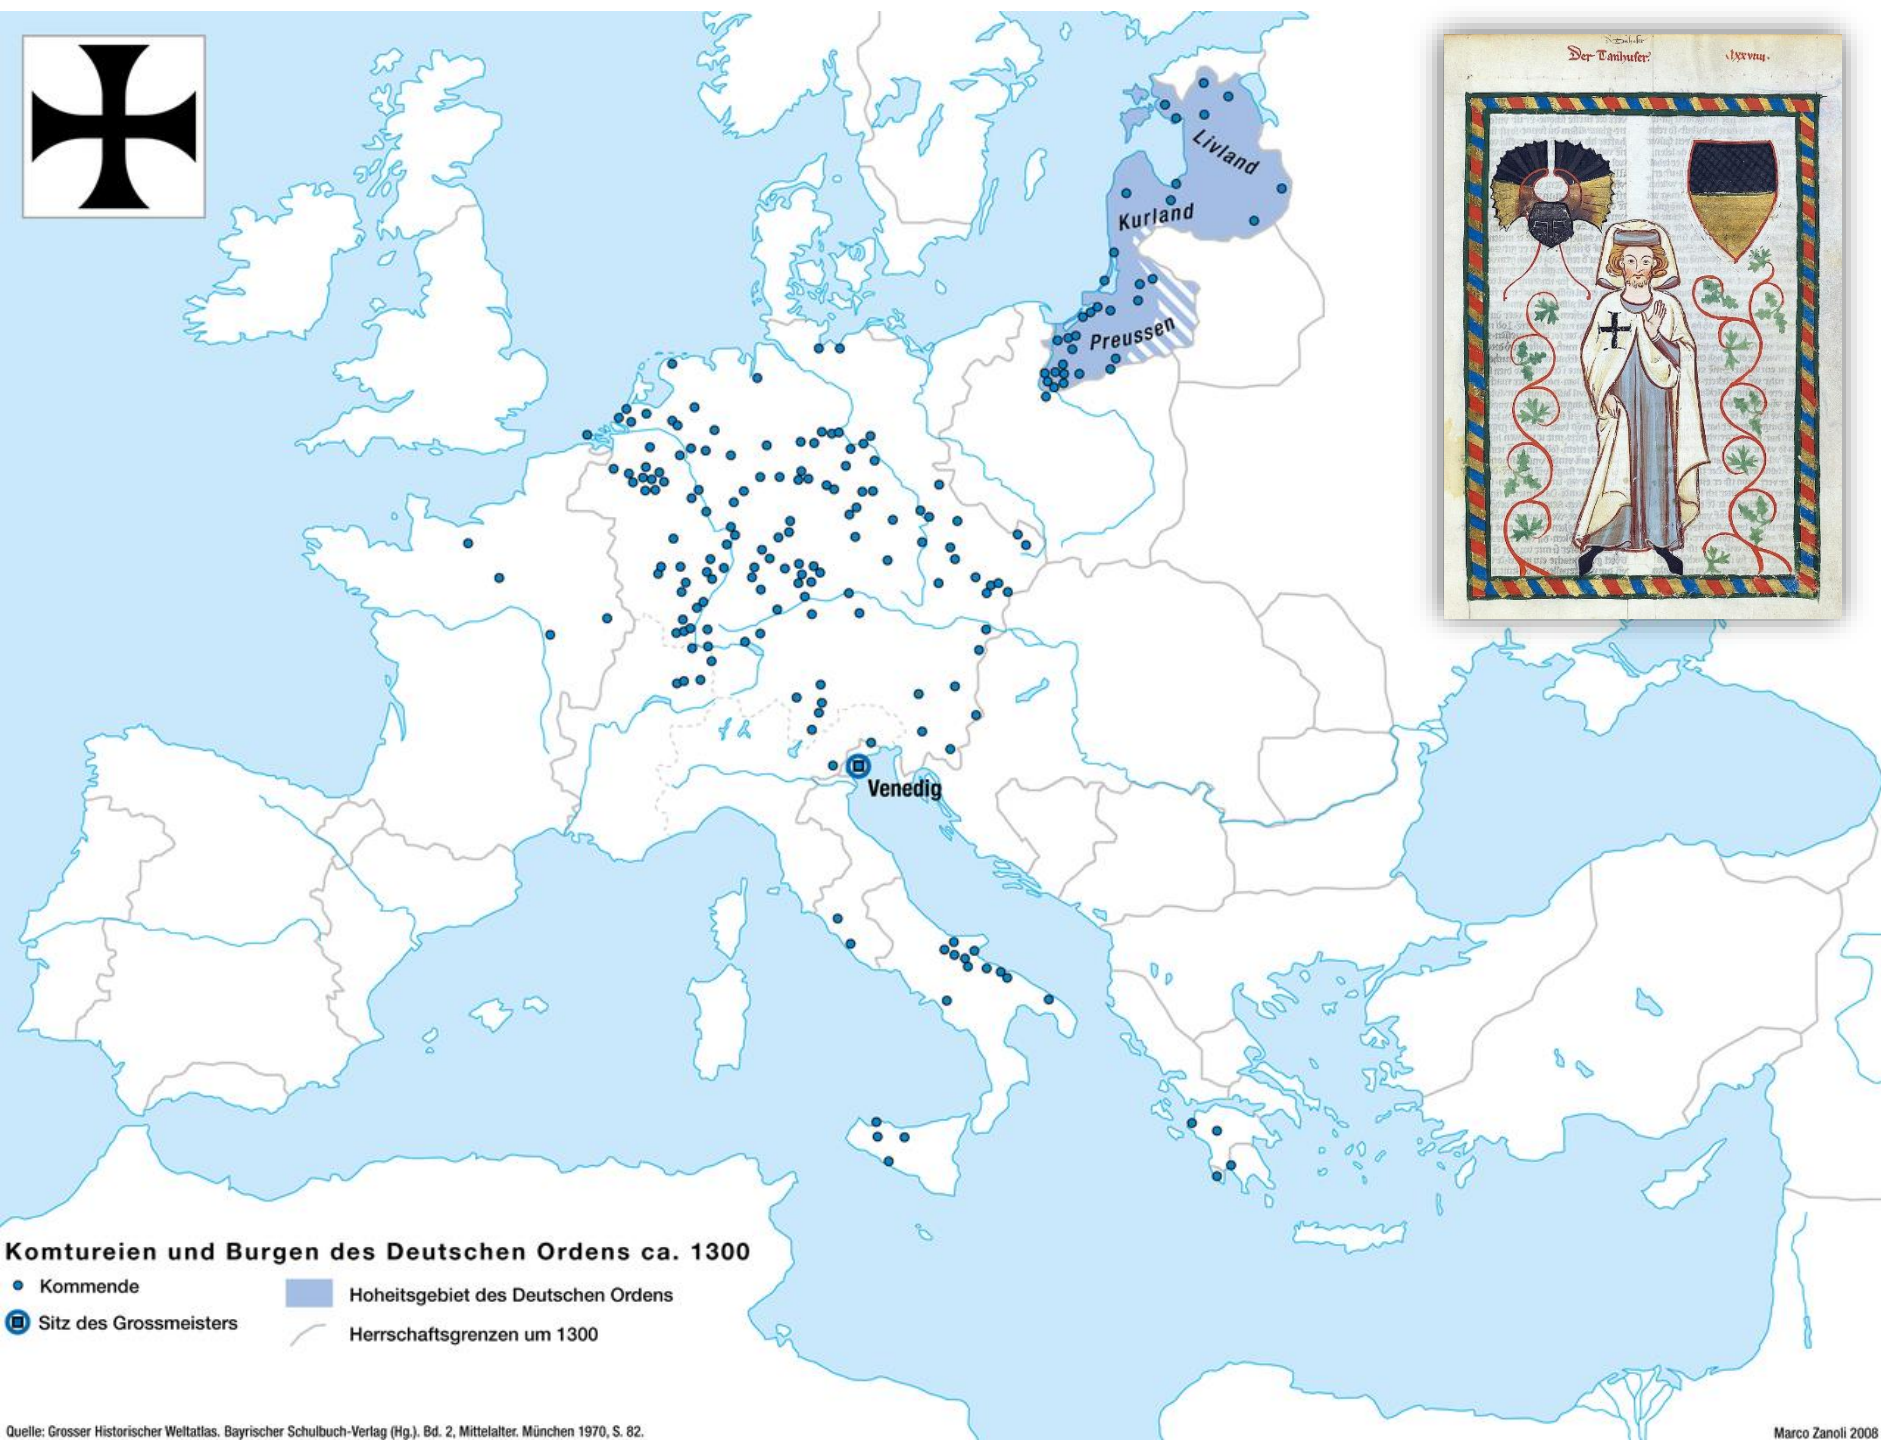 Der Tanhuser.
Livland
Kurland
Preussen
Venedig
Komtureien und Burgen des Deutschen Ordens ca. 1300
Kommende
Hoheitsgebiet des Deutschen Ordens
Sitz des Grossmeisters
Herrschaftsgrenzen um 1300
Quelle: Grosser Historischer Weltatlas. Bayrischer Schulbuch-Verlag (Hg.). Bd. 2, Mittelalter. München 1970, S. 82.
Marco Zanoli 2008